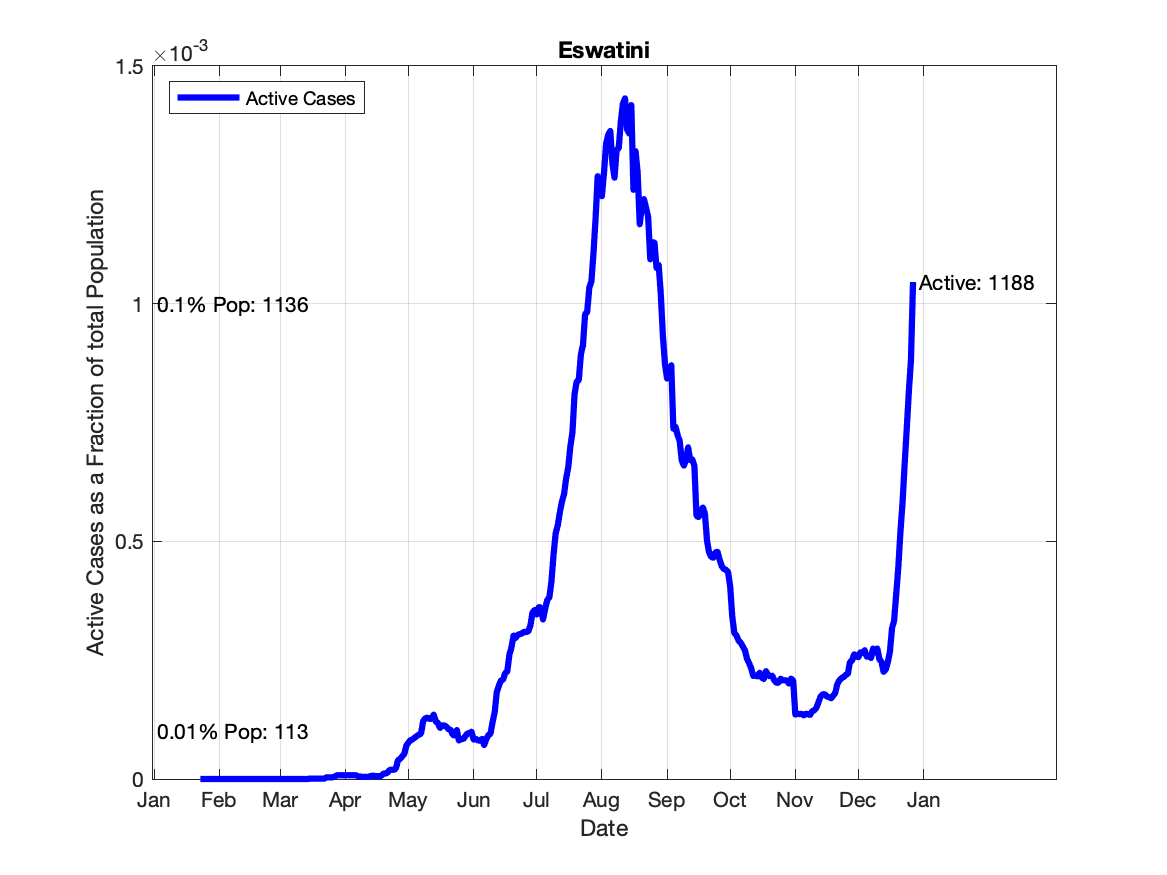 Eswatini
×10⁻³
1.5
1
0.5
0
Active Cases
Active Cases as a Fraction of total Population
0.1% Pop: 1136
0.01% Pop: 113
Active: 1188
Jan Feb Mar Apr May Jun Jul Aug Sep Oct Nov Dec Jan
Date